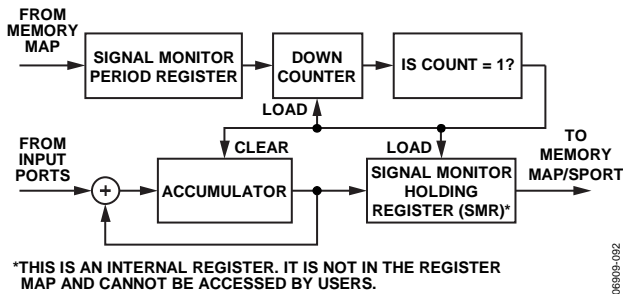 FROM
MEMORY
MAP
SIGNAL MONITOR
PERIOD REGISTER
DOWN
COUNTER
IS COUNT = 1?
LOAD
FROM
INPUT
PORTS
+
CLEAR
ACCUMULATOR
LOAD
SIGNAL MONITOR
HOLDING
REGISTER (SMR)*
TO
MEMORY
MAP/SPORT
*THIS IS AN INTERNAL REGISTER. IT IS NOT IN THE REGISTER
MAP AND CANNOT BE ACCESSED BY USERS.
06909-092